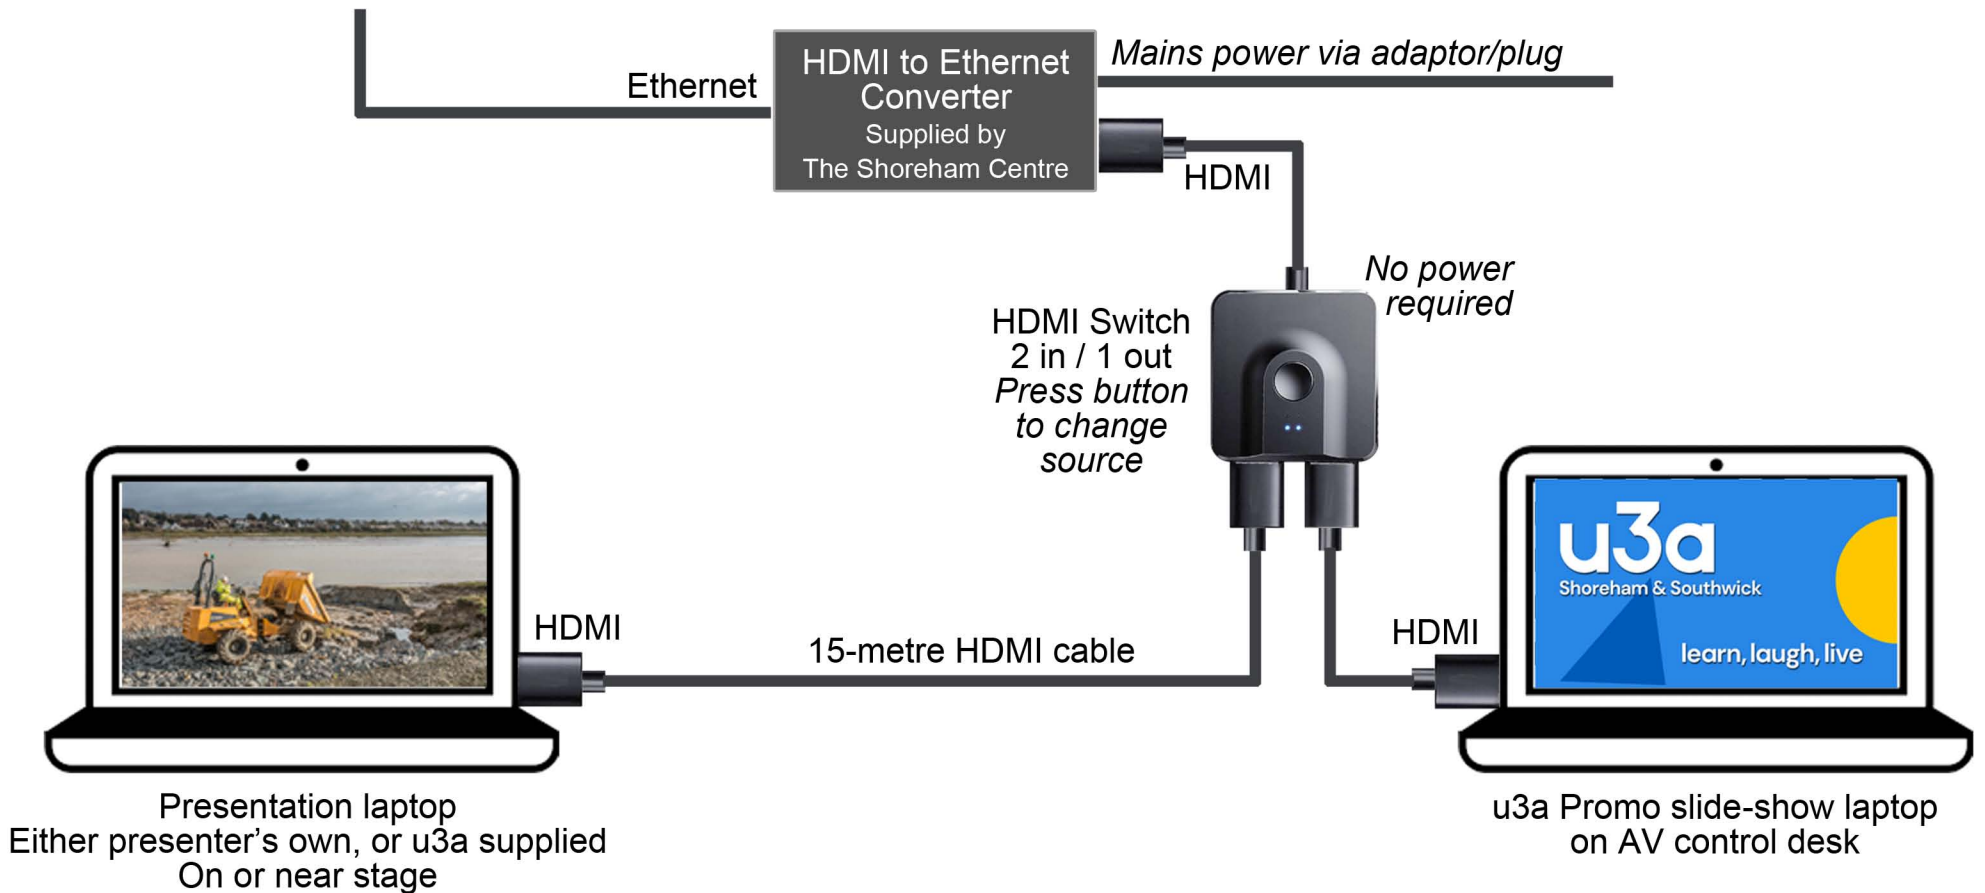 Ethernet
HDMI to Ethernet
Converter
Supplied by
The Shoreham Centre
Mains power via adaptor/plug
HDMI
No power
required
HDMI Switch
2 in / 1 out
Press button
to change
source
HDMI
15-metre HDMI cable
HDMI
u3a
Shoreham & Southwick
learn, laugh, live
Presentation laptop
Either presenter's own, or u3a supplied
On or near stage
u3a Promo slide-show laptop
on AV control desk